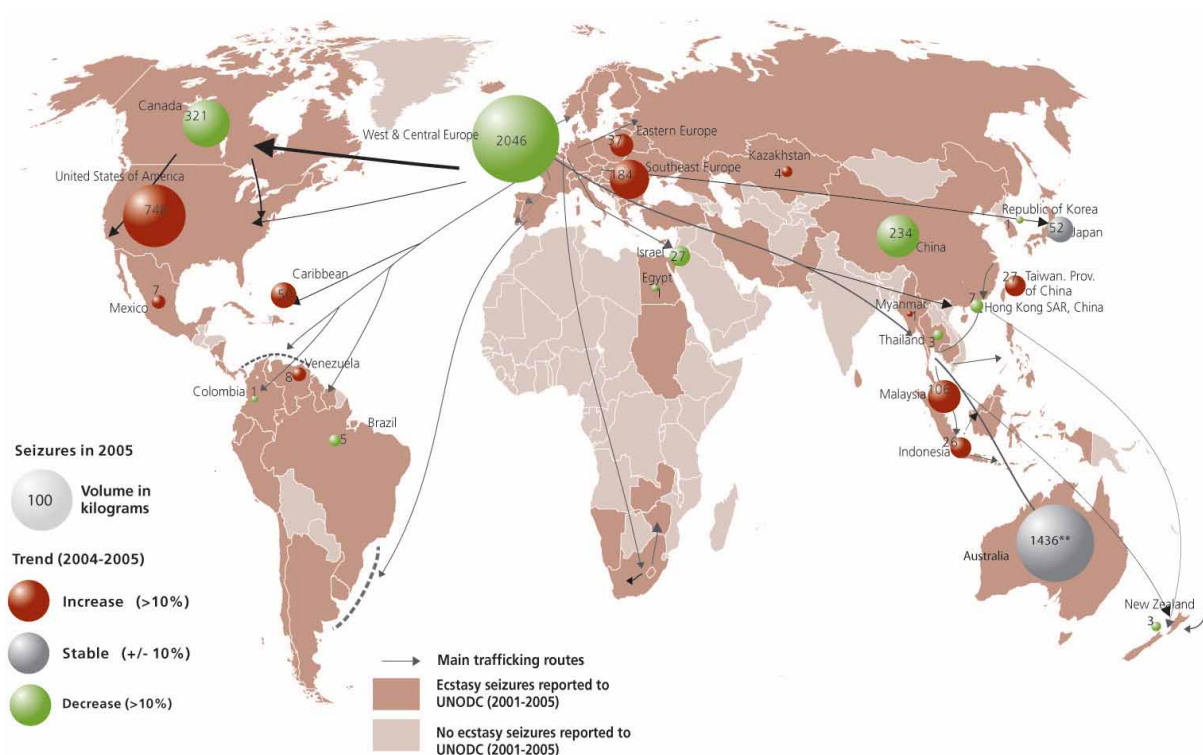 Canada
321
West & Central Europe
2046
Eastern Europe
37
Southeast Europe
184
Kazakhstan
4
United States of America
Republic of Korea
1
52
Japan
234
China
Israel
27
Egypt
1
Caribbean
7
Mexico
27
Taiwan. Prov.
of China
7
Hong Kong SAR, China
Myanmar
1
Thailand
3
Venezuela
8
Colombia
1
Malaysia
106
Brazil
5
26
Indonesia
1436**
Australia
New Zealand
3
Seizures in 2005
100
Volume in
kilograms
Trend (2004-2005)
Increase (>10%)
Stable (+/- 10%)
Decrease (>10%)
Main trafficking routes
Ecstasy seizures reported to
UNODC (2001-2005)
No ecstasy seizures reported to
UNODC (2001-2005)